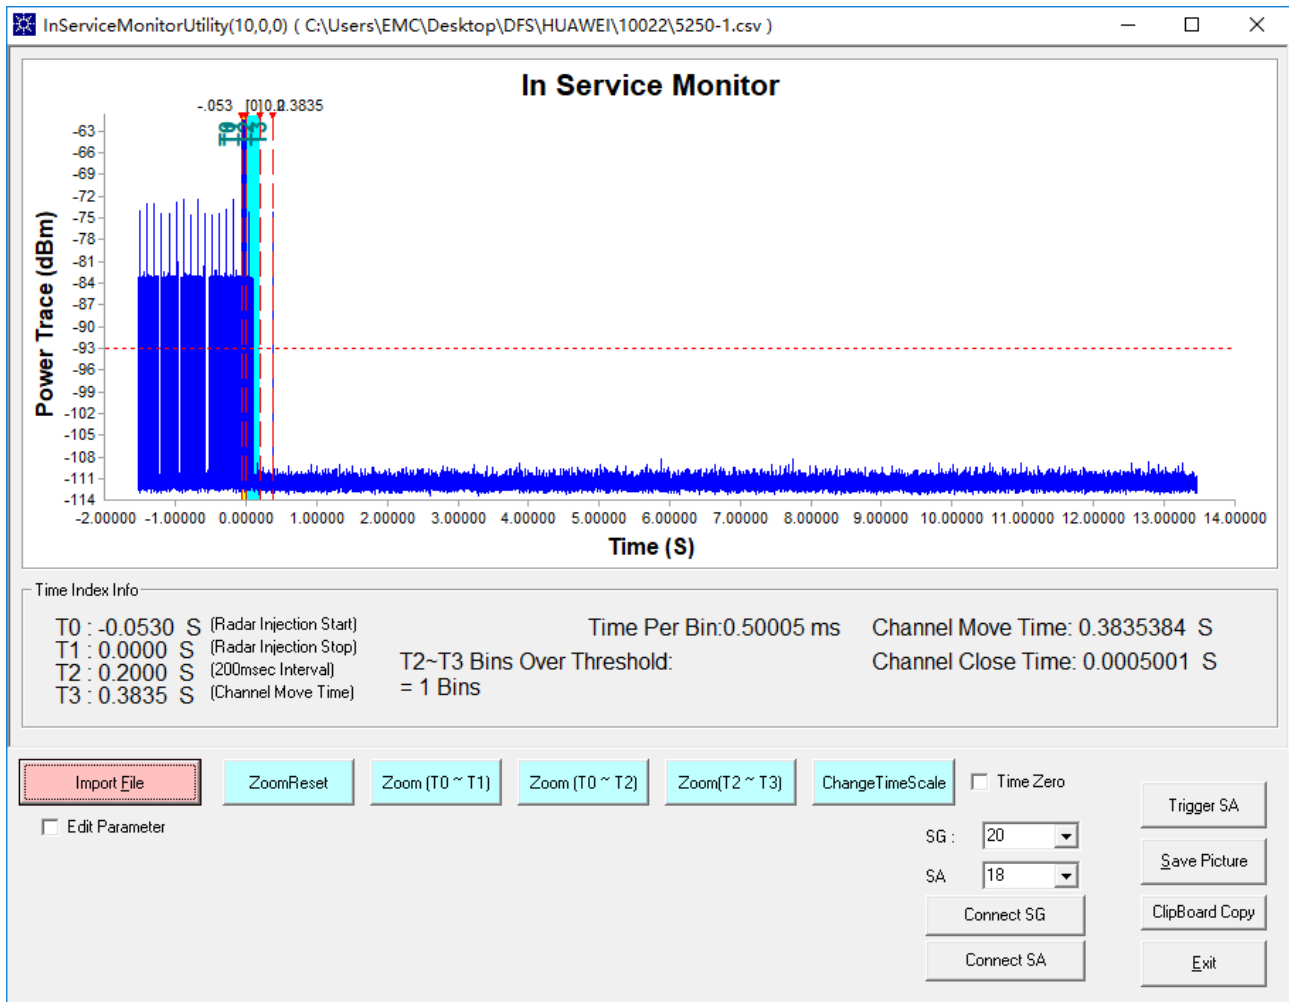 InServiceMonitorUtility(10,0,0) ( C:\Users\EMC\Desktop\DFS\HUAWEI\10022\5250-1.csv )
In Service Monitor
-.053 [0]0.2 0.3835
T0 T2 T3
Power Trace (dBm)
-63
-66
-69
-72
-75
-78
-81
-84
-87
-90
-93
-96
-99
-102
-105
-108
-111
-114
-2.00000 -1.00000 0.00000 1.00000 2.00000 3.00000 4.00000 5.00000 6.00000 7.00000 8.00000 9.00000 10.00000 11.00000 12.00000 13.00000 14.00000
Time (S)
Time Index Info
T0 : -0.0530 S (Radar Injection Start)
T1 : 0.0000 S (Radar Injection Stop)
T2 : 0.2000 S (200msec Interval)
T3 : 0.3835 S (Channel Move Time)
Time Per Bin:0.50005 ms
T2~T3 Bins Over Threshold:
= 1 Bins
Channel Move Time: 0.3835384 S
Channel Close Time: 0.0005001 S
Import File
ZoomReset
Zoom (T0 ~ T1)
Zoom (T0 ~ T2)
Zoom(T2 ~ T3)
ChangeTimeScale
Time Zero
Edit Parameter
SG : 20
SA 18
Connect SG
Connect SA
Trigger SA
Save Picture
ClipBoard Copy
Exit